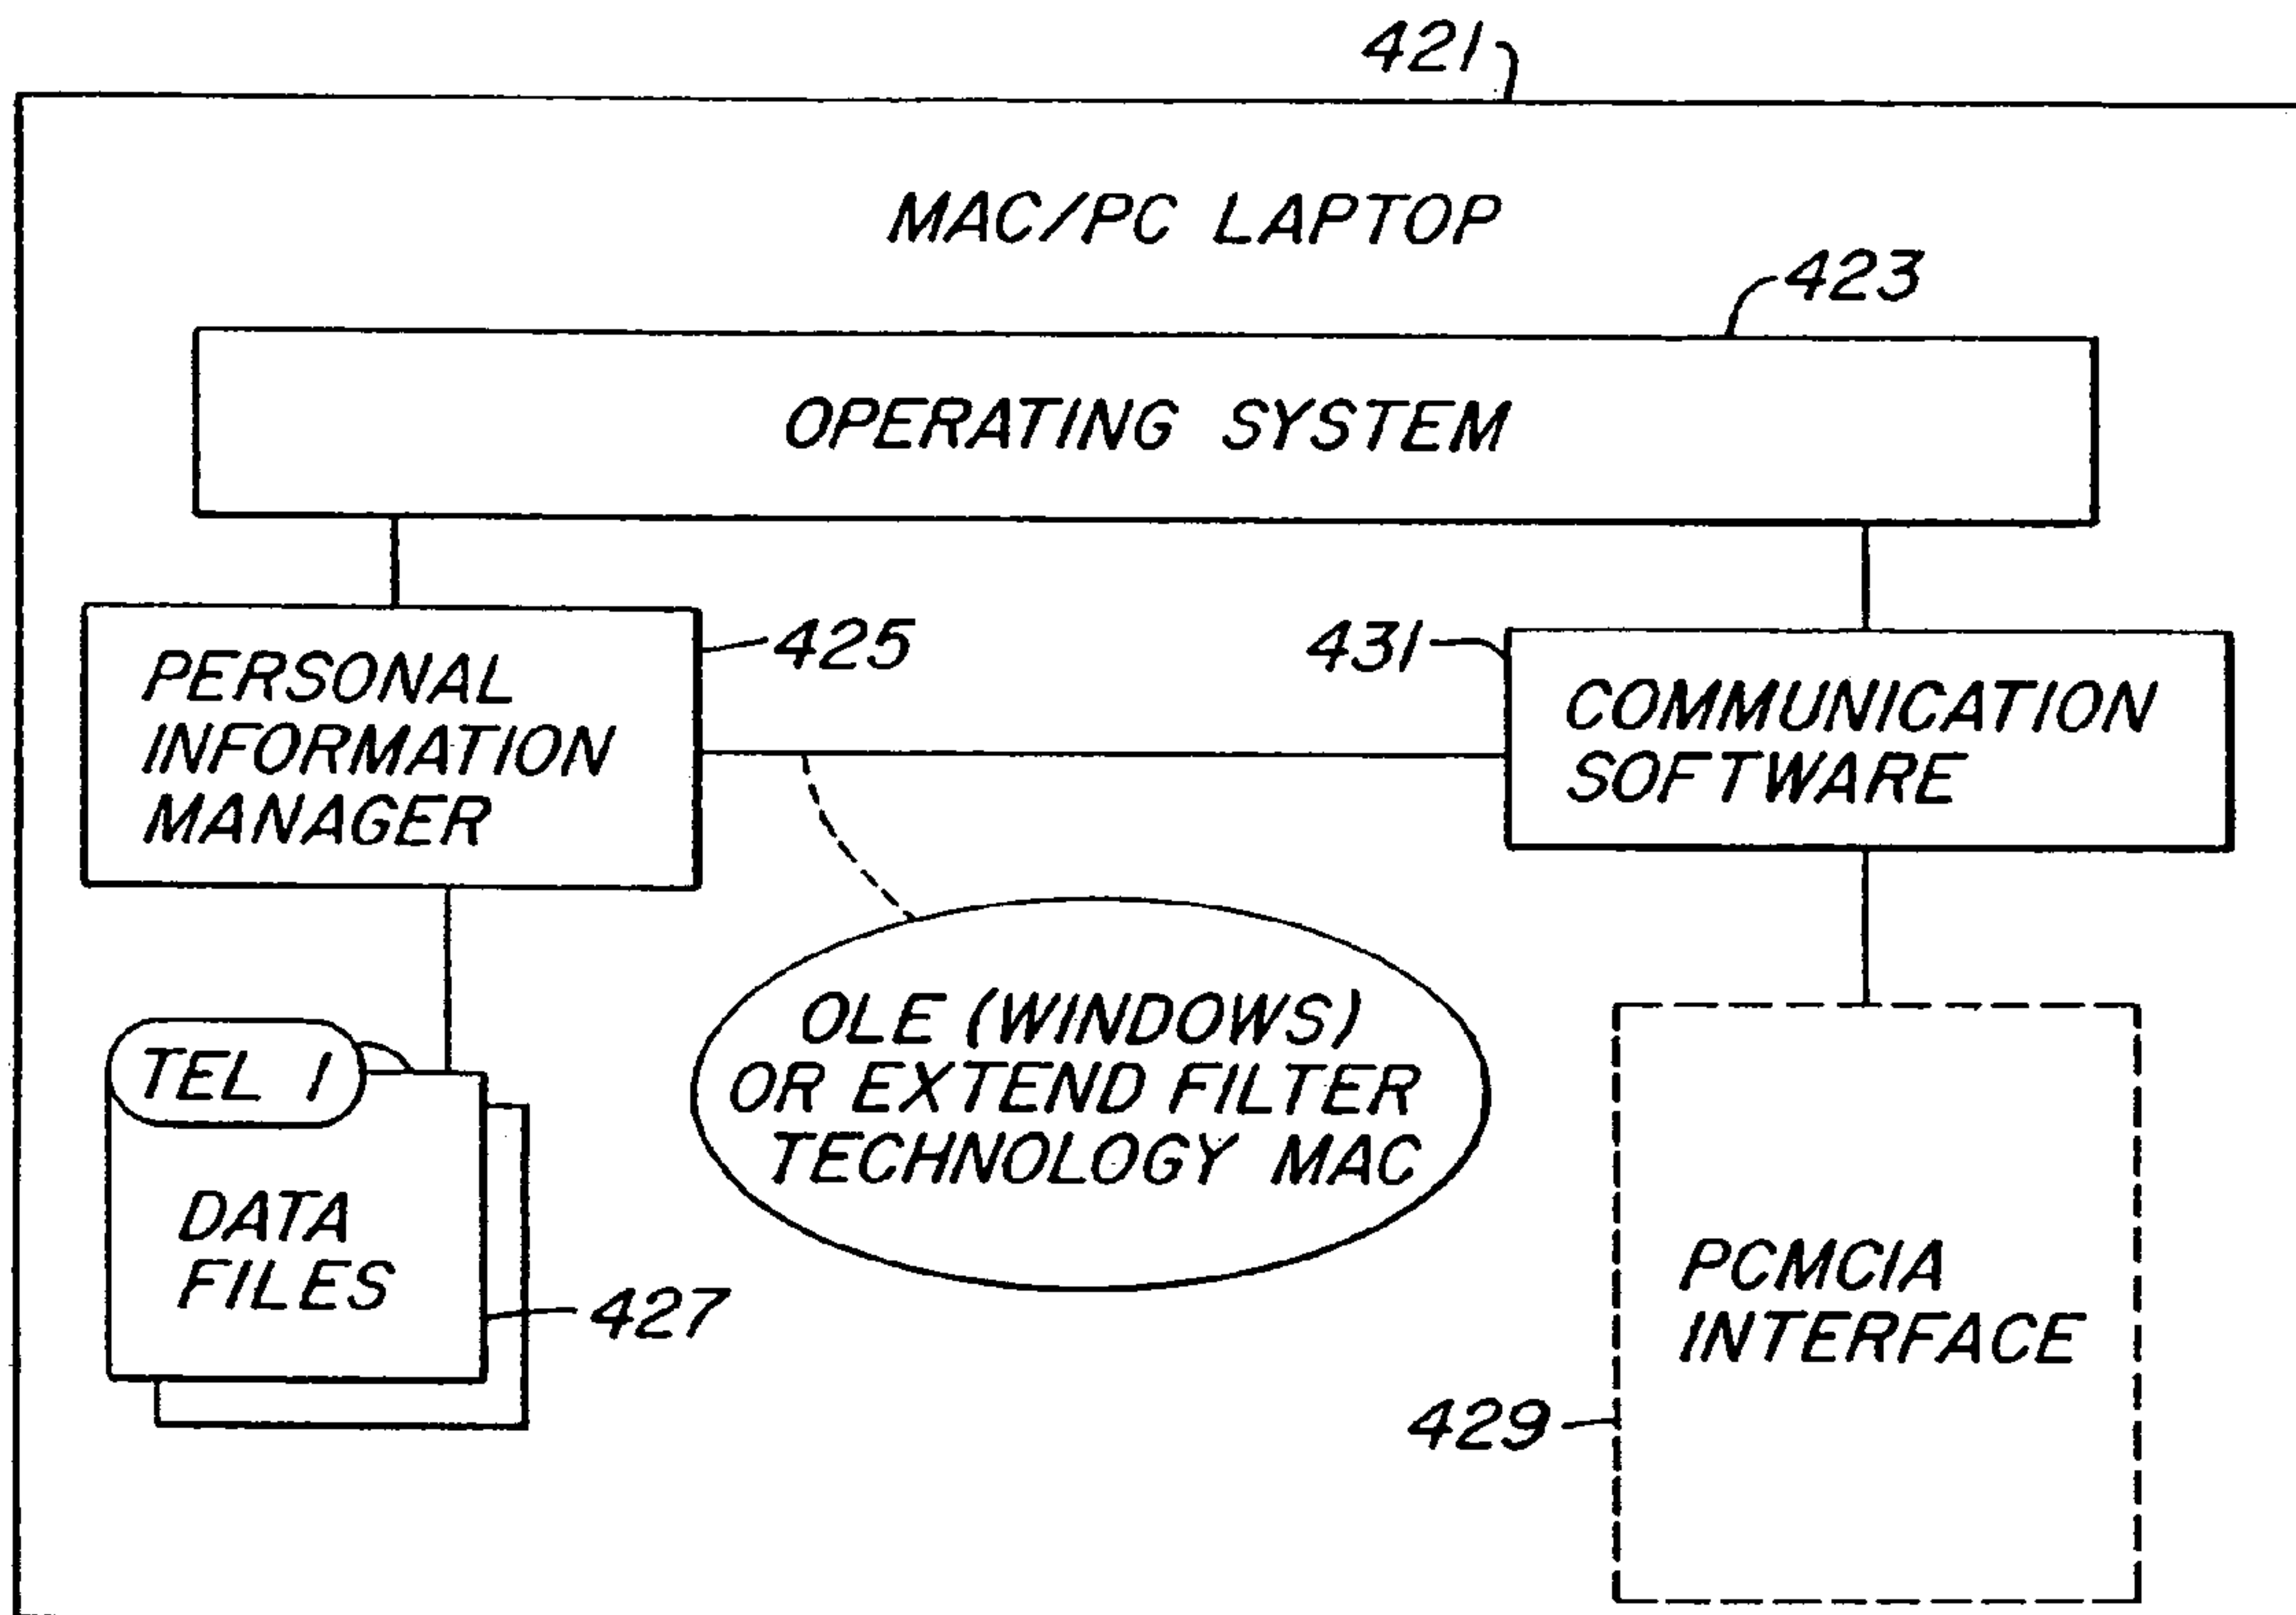 421
MAC/PC LAPTOP
423
OPERATING SYSTEM
425
PERSONAL
INFORMATION
MANAGER
431
COMMUNICATION
SOFTWARE
OLE (WINDOWS)
OR EXTEND FILTER
TECHNOLOGY MAC
TEL 1
DATA
FILES
427
PCMCIA
INTERFACE
429